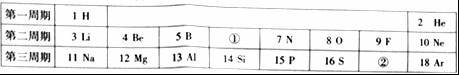 第一周期 1 H 2 He
第二周期 3 Li 4 Be 5 B ① 7 N 8 O 9 F 10 Ne
第三周期 11 Na 12 Mg 13 Al 14 Si 15 P 16 S ② 18 Ar